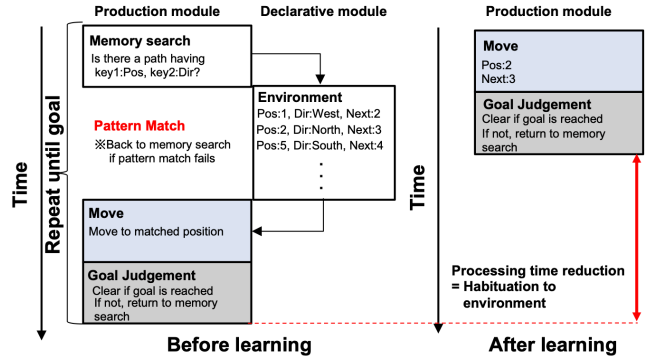 Production module
Declarative module
Time
Repeat until goal
Memory search
Is there a path having
key1:Pos, key2:Dir?
Environment
Pos:1, Dir:West, Next:2
Pos:2, Dir:North, Next:3
Pos:5, Dir:South, Next:4
Pattern Match
※Back to memory search
if pattern match fails
Move
Move to matched position
Goal Judgement
Clear if goal is reached
If not, return to memory
search
Before learning
Production module
Time
Move
Pos:2
Next:3
Goal Judgement
Clear if goal is reached
If not, return to memory
search
Processing time reduction
= Habituation to
environment
After learning